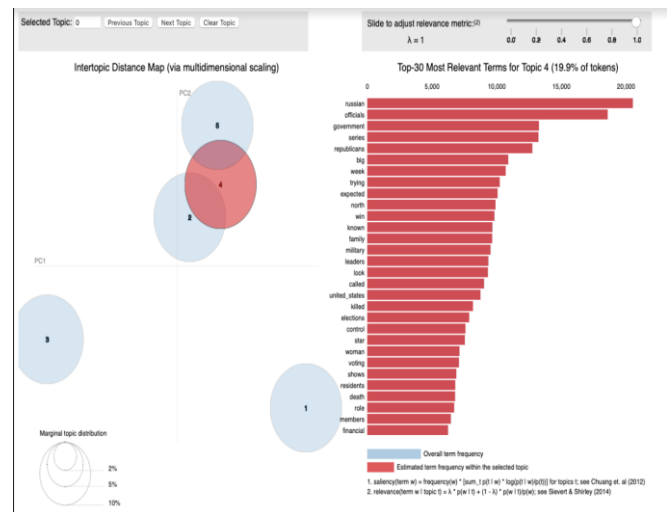 Selected Topic: 0 Previous Topic Next Topic Clear Topic
Slide to adjust relevance metric:(2)
λ = 1
0.0 0.2 0.4 0.6 0.8 1.0
Intertopic Distance Map (via multidimensional scaling)
PC2
PC1
5
4
2
3
1
Marginal topic distribution
2%
5%
10%
Top-30 Most Relevant Terms for Topic 4 (19.9% of tokens)
0 5,000 10,000 15,000 20,000
russian
officials
government
series
republicans
big
week
trying
expected
north
win
known
family
military
leaders
look
called
united_states
killed
elections
control
star
woman
voting
shows
residents
death
role
members
financial
Overall term frequency
Estimated term frequency within the selected topic
1. saliency(term w) = frequency(w) * [sum_t p(t | w) * log(p(t | w)/p(t))] for topics t; see Chuang et. al (2012)
2. relevance(term w | topic t) = λ * p(w | t) + (1 - λ) * p(w | t)/p(w); see Sievert & Shirley (2014)